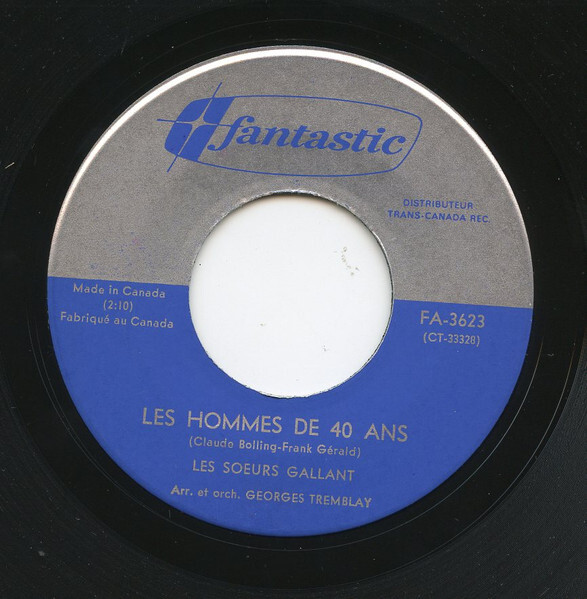 fantastic
DISTRIBUTEUR
TRANS-CANADA REC.
Made in Canada
(2:10)
Fabriqué au Canada
FA-3623
(CT-33328)
LES HOMMES DE 40 ANS
(Claude Bolling-Frank Gérald)
LES SOEURS GALLANT
Arr. et orch. GEORGES TREMBLAY